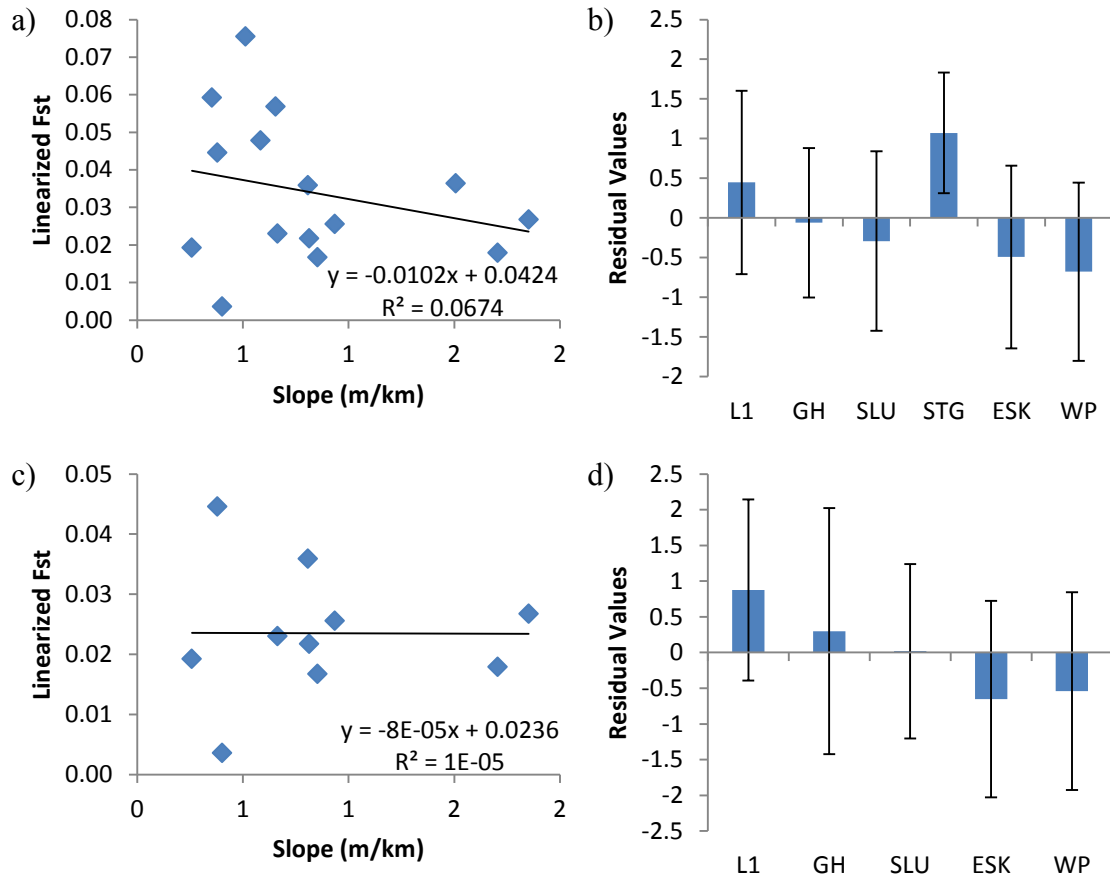 a)
0.08
0.07
0.06
0.05
0.04
0.03
0.02
0.01
0.00
Linearized Fst
y = -0.0102x + 0.0424
R² = 0.0674
0 1 1 2 2
Slope (m/km)
b)
2.5
2
1.5
1
0.5
0
-0.5
-1
-1.5
-2
Residual Values
L1 GH SLU STG ESK WP
c)
0.05
0.04
0.03
0.02
0.01
0.00
Linearized Fst
y = -8E-05x + 0.0236
R² = 1E-05
0 1 1 2 2
Slope (m/km)
d)
2.5
2
1.5
1
0.5
0
-0.5
-1
-1.5
-2
-2.5
Residual Values
L1 GH SLU ESK WP